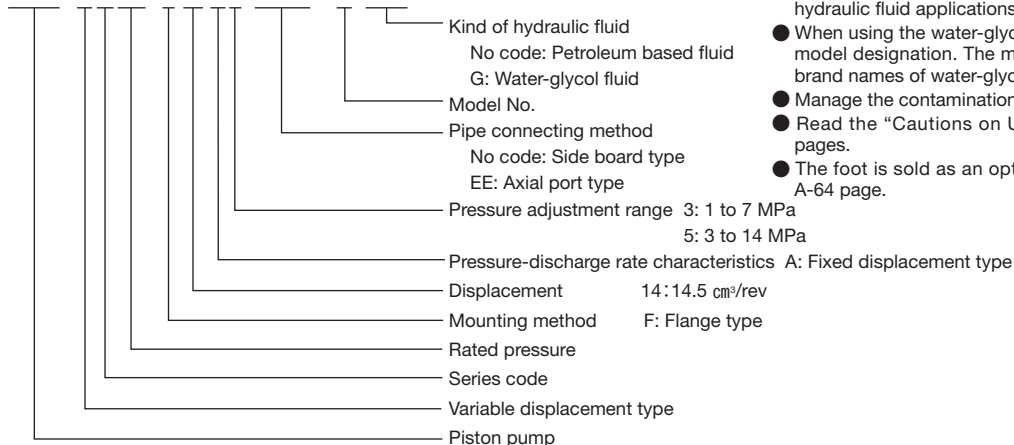 Kind of hydraulic fluid
No code: Petroleum based fluid
G: Water-glycol fluid
Model No.
Pipe connecting method
No code: Side board type
EE: Axial port type
Pressure adjustment range 3: 1 to 7 MPa
5: 3 to 14 MPa
Pressure-discharge rate characteristics A: Fixed displacement type
Displacement 14:14.5 cm³/rev
Mounting method F: Flange type
Rated pressure
Series code
Variable displacement type
Piston pump
hydraulic fluid applications
● When using the water-glyc
model designation. The m
brand names of water-glyc
● Manage the contamination
● Read the “Cautions on U
pages.
● The foot is sold as an opt
A-64 page.